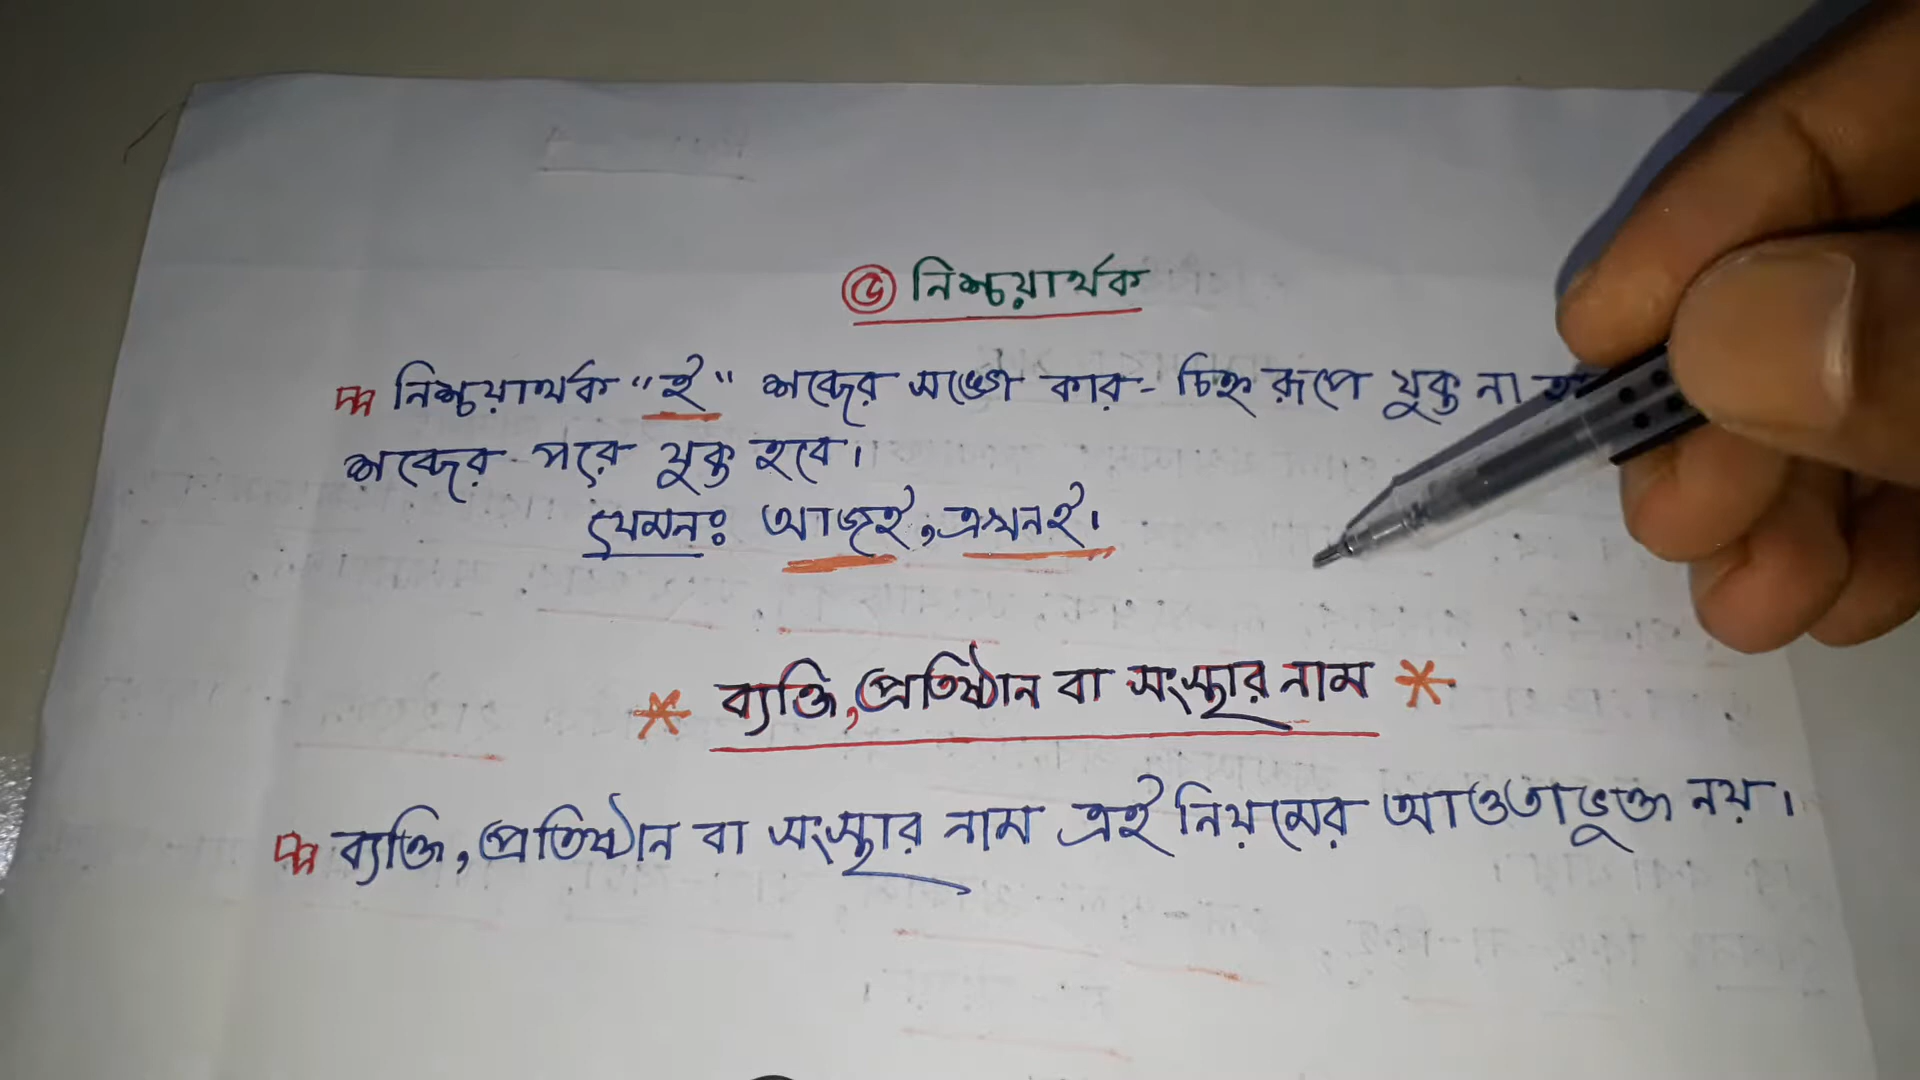 ৬ নিশ্চয়ার্থক
নিশ্চয়ার্থক "ই" শব্দের সঙ্গে কার-চিহ্ন রূপে যুক্ত না
শব্দের পরে যুক্ত হবে।
যেমনঃ আজই, এখনই।
* ব্যক্তি, প্রতিষ্ঠান বা সংস্থার নাম *
ব্যক্তি, প্রতিষ্ঠান বা সংস্থার নাম এই নিয়মের আওতাভুক্ত নয়।